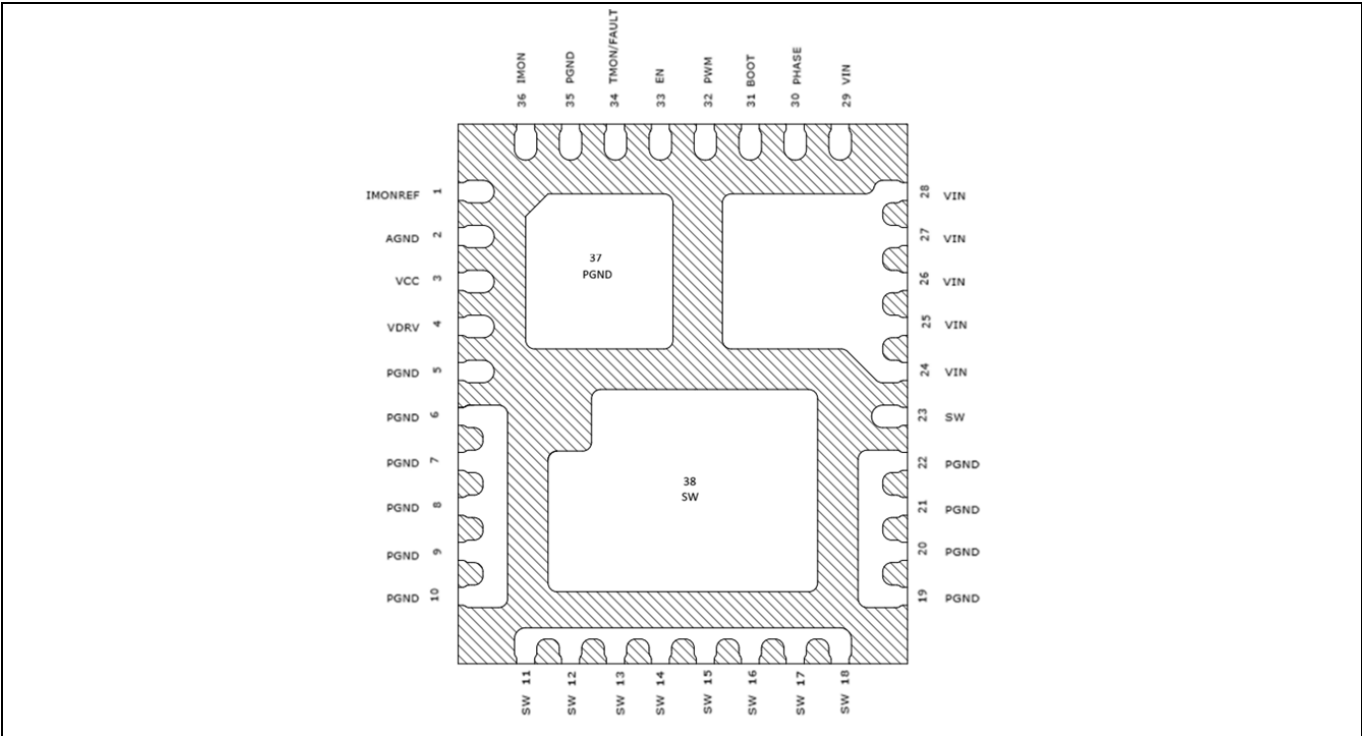 36 IMON
35 PGND
34 TMON/FAULT
33 EN
32 PWM
31 BOOT
30 PHASE
29 VIN
IMONREF 1
AGND 2
VCC 3
VDRV 4
PGND 5
PGND 6
PGND 7
PGND 8
PGND 9
PGND 10
37
PGND
38
SW
28 VIN
27 VIN
26 VIN
25 VIN
24 VIN
23 SW
22 PGND
21 PGND
20 PGND
19 PGND
SW 11
SW 12
SW 13
SW 14
SW 15
SW 16
SW 17
SW 18